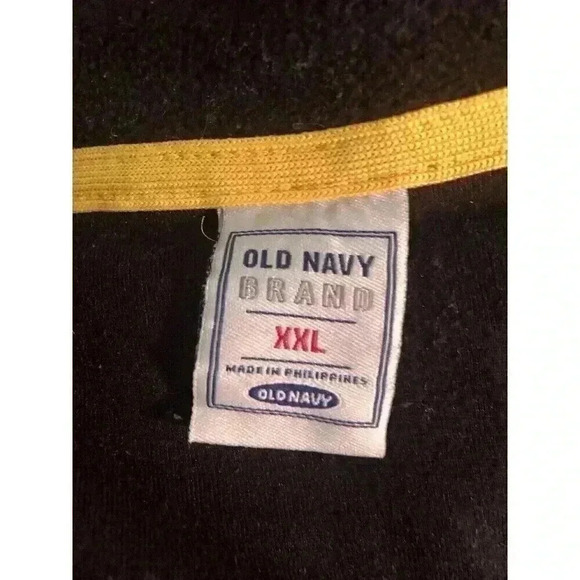 OLD NAVY
BRAND
XXL
MADE IN PHILIPPINES
OLD NAVY